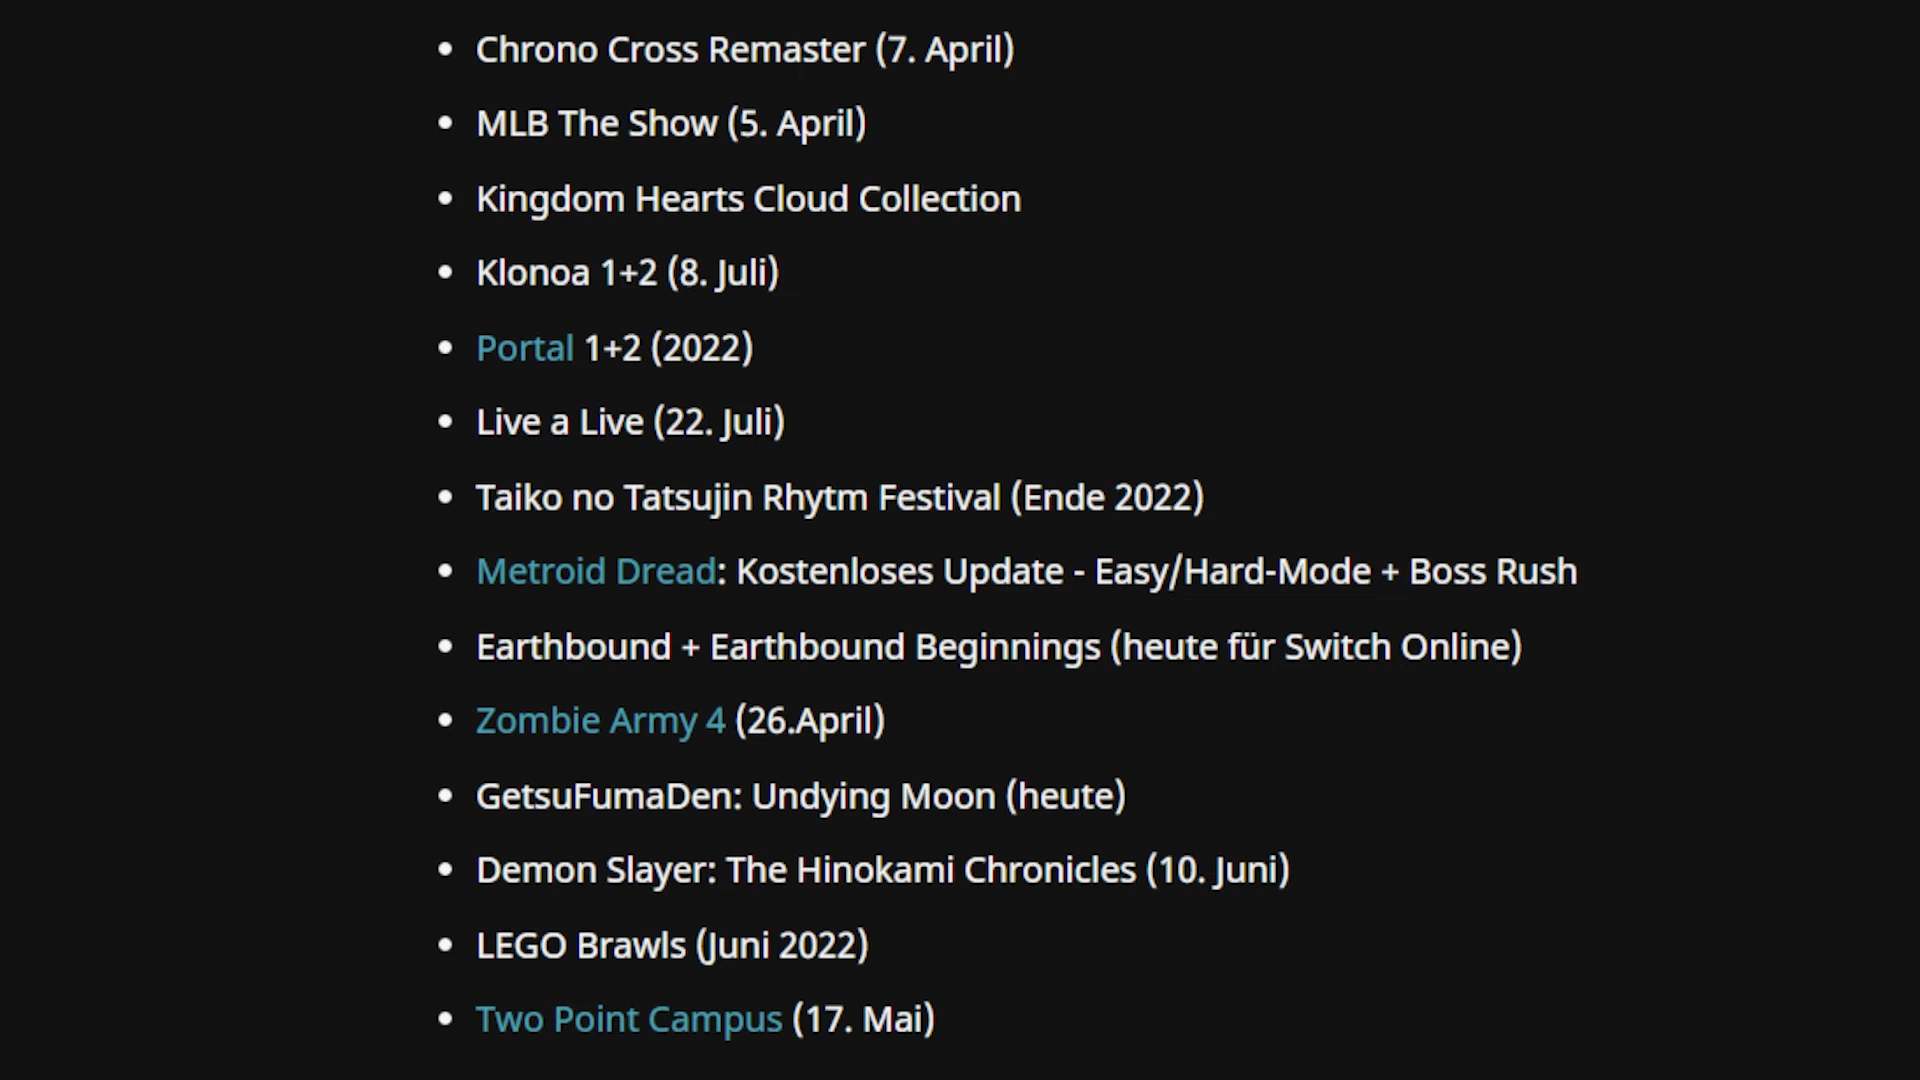 • Chrono Cross Remaster (7. April)
• MLB The Show (5. April)
• Kingdom Hearts Cloud Collection
• Klonoa 1+2 (8. Juli)
• Portal 1+2 (2022)
• Live a Live (22. Juli)
• Taiko no Tatsujin Rhytm Festival (Ende 2022)
• Metroid Dread: Kostenloses Update - Easy/Hard-Mode + Boss Rush
• Earthbound + Earthbound Beginnings (heute für Switch Online)
• Zombie Army 4 (26.April)
• GetsuFumaDen: Undying Moon (heute)
• Demon Slayer: The Hinokami Chronicles (10. Juni)
• LEGO Brawls (Juni 2022)
• Two Point Campus (17. Mai)